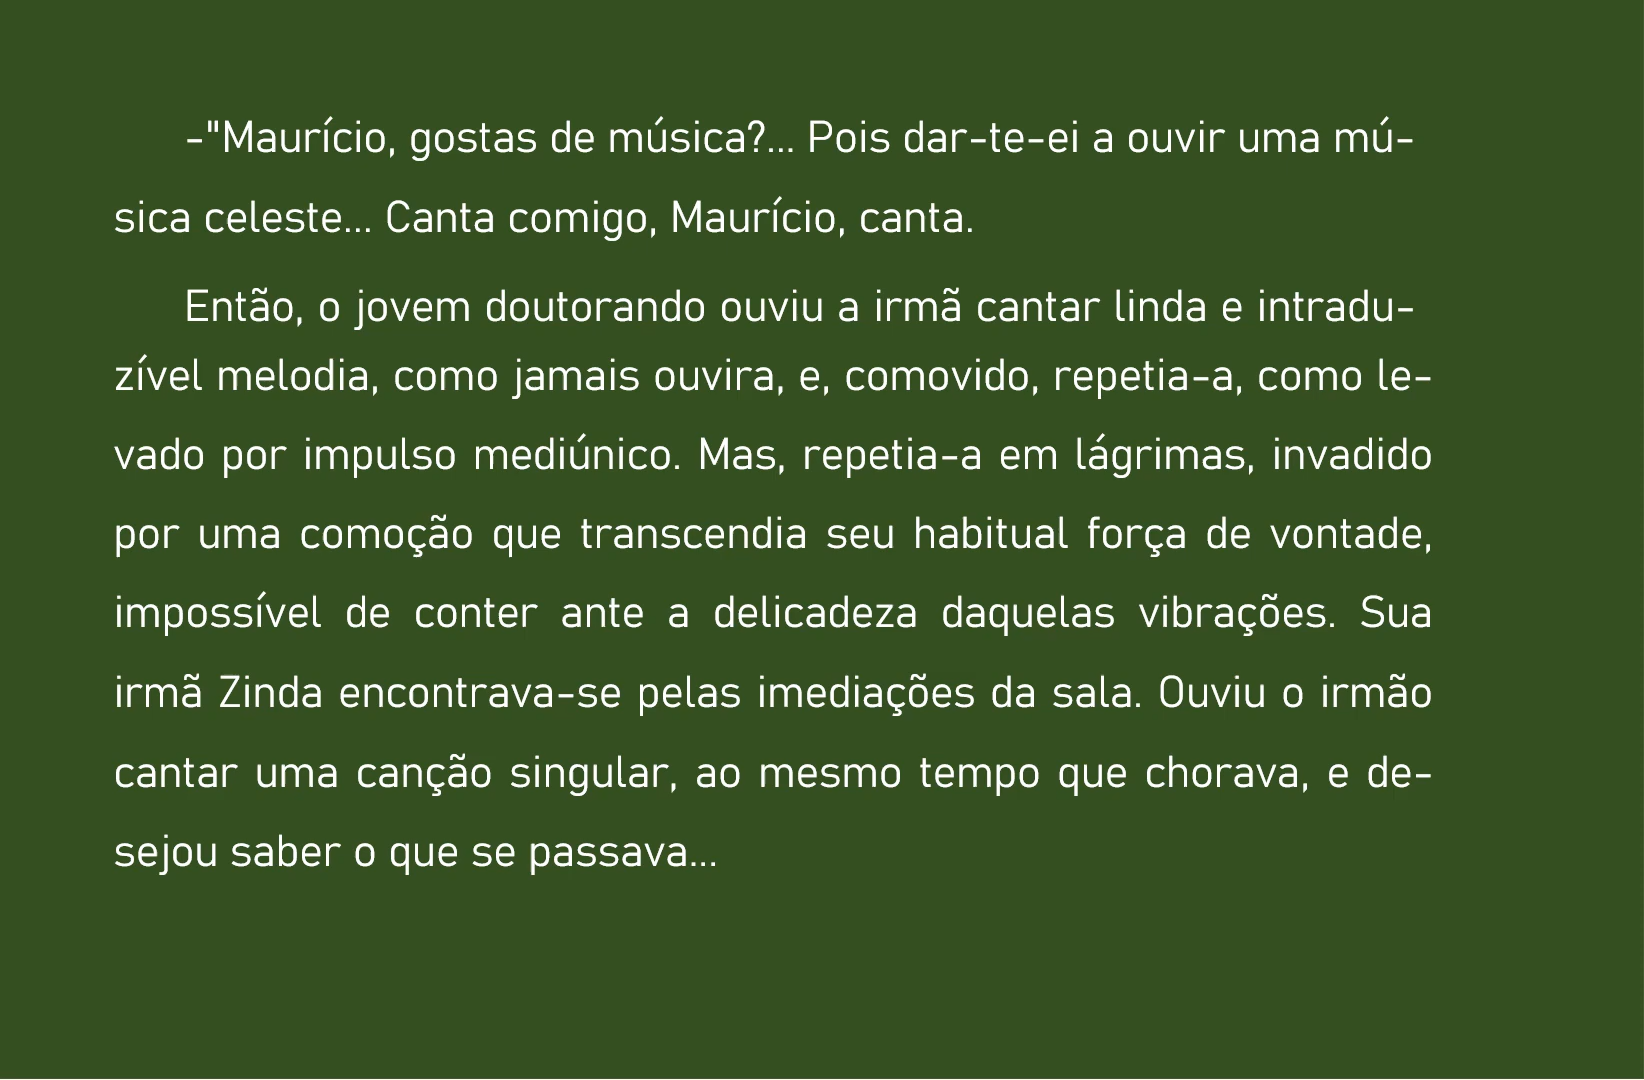 -"Maurício, gostas de música?... Pois dar-te-ei a ouvir uma mú-
sica celeste... Canta comigo, Maurício, canta.
Então, o jovem doutorando ouviu a irmã cantar linda e intradu-
zível melodia, como jamais ouvira, e, comovido, repetia-a, como le-
vado por impulso mediúnico. Mas, repetia-a em lágrimas, invadido
por uma comoção que transcendia seu habitual força de vontade,
impossível de conter ante a delicadeza daquelas vibrações. Sua
irmã Zinda encontrava-se pelas imediações da sala. Ouviu o irmão
cantar uma canção singular, ao mesmo tempo que chorava, e de-
sejou saber o que se passava...